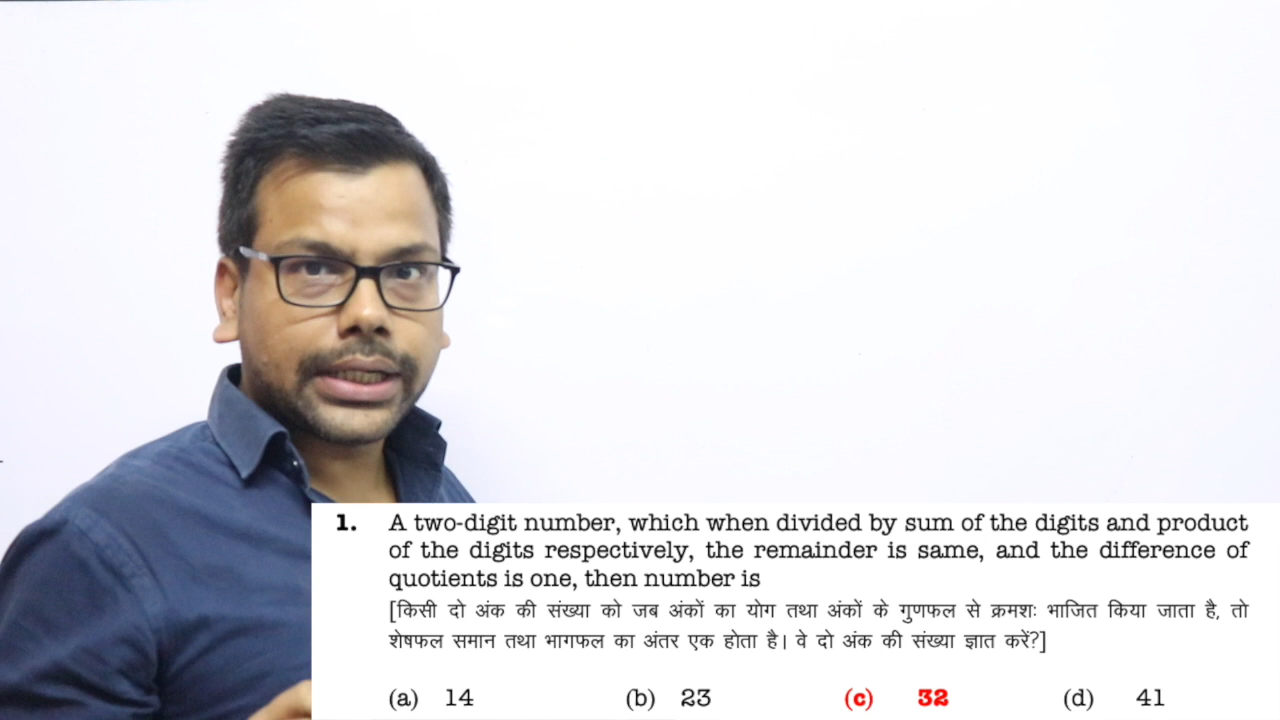 1. A two-digit number, which when divided by sum of the digits and product
of the digits respectively, the remainder is same, and the difference of
quotients is one, then number is
[किसी दो अंक की संख्या को जब अंकों का योग तथा अंकों के गुणफल से क्रमशः भाजित किया जाता है, तो
शेषफल समान तथा भागफल का अंतर एक होता है। वे दो अंक की संख्या ज्ञात करें?]
(a) 14 (b) 23 (c) 32 (d) 41